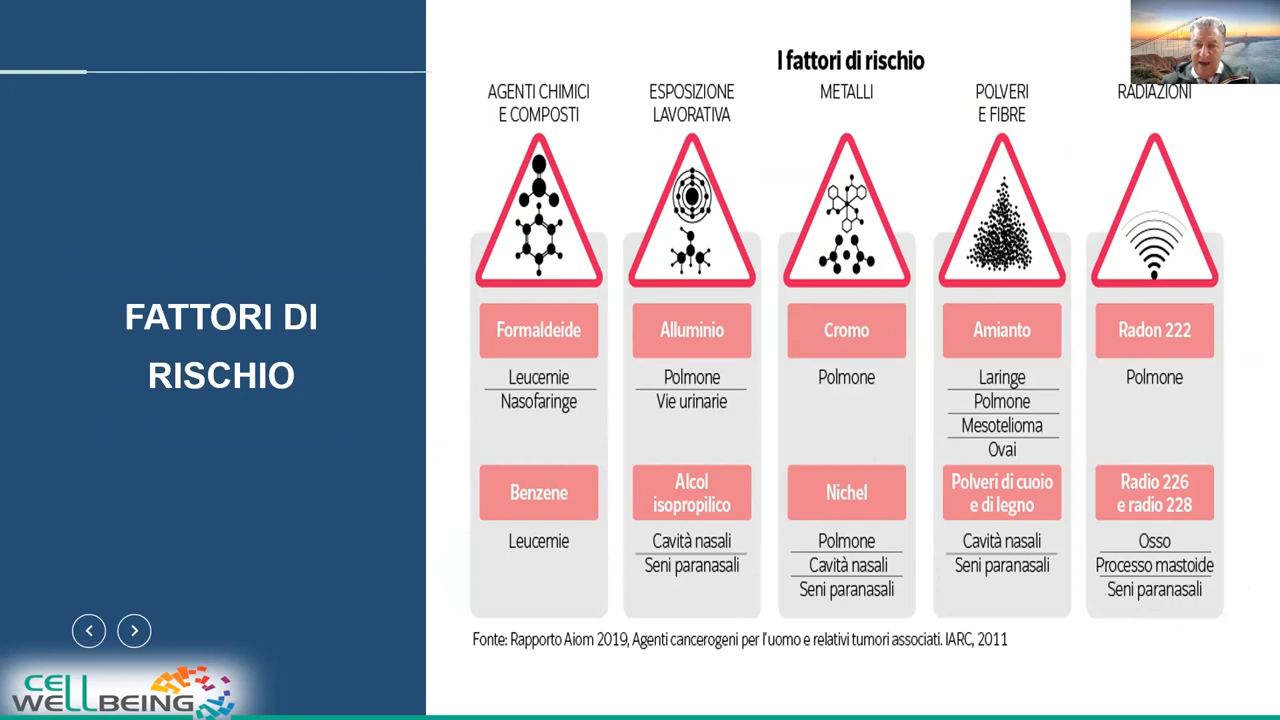 FATTORI DI
RISCHIO
I fattori di rischio
AGENTI CHIMICI
E COMPOSTI
Formaldeide
Leucemie
Nasofaringe
Benzene
Leucemie
ESPOSIZIONE
LAVORATIVA
Alluminio
Polmone
Vie urinarie
Alcol
isopropilico
Cavità nasali
Seni paranasali
METALLI
Cromo
Polmone
Nichel
Polmone
Cavità nasali
Seni paranasali
POLVERI
E FIBRE
Amianto
Laringe
Polmone
Mesotelioma
Ovai
Polveri di cuoio
e di legno
Cavità nasali
Seni paranasali
RADIAZIONI
Radon 222
Polmone
Radio 226
e radio 228
Osso
Processo mastoide
Seni paranasali
Fonte: Rapporto Aiom 2019, Agenti cancerogeni per l'uomo e relativi tumori associati. IARC, 2011
CELL
WELLBEING